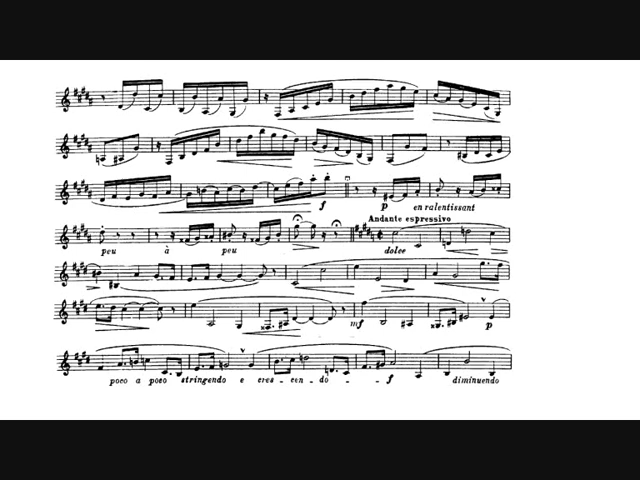 f p en ralentissant
Andante espressivo
peu à peu dolce
mf p
poco a poco stringendo e cres-cen-do - f diminuendo